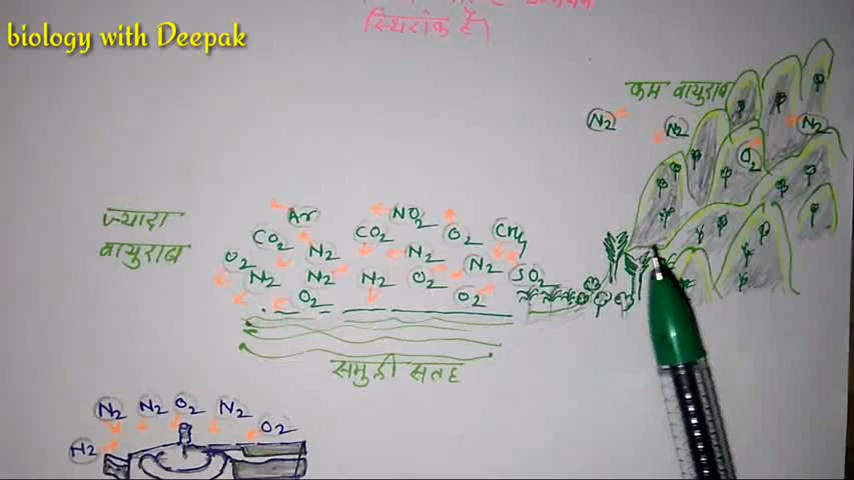 biology with Deepak
स्थिरांक है।
कम वायुदाब
N2 N2 N2
O2
ज्यादा
वायुदाब
Ar NO2
CO2 CO2 O2 CH4
O2 N2 N2 N2
N2 N2 N2 O2 SO2
O2 O2
समुद्री सतह
N2 N2 O2 N2
O2
N2